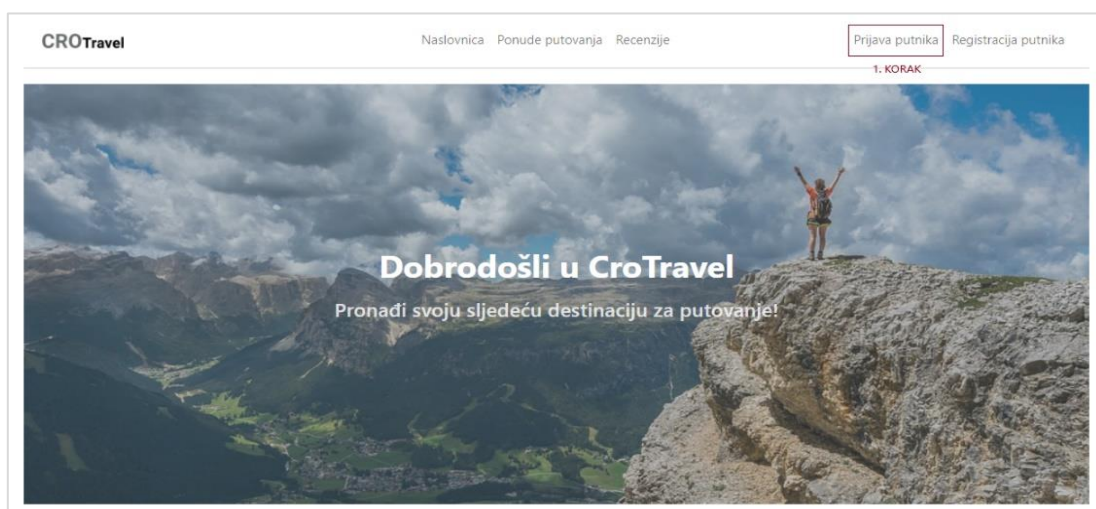 CROTravel
Naslovnica Ponude putovanja Recenzije
Prijava putnika Registracija putnika
1. KORAK
Dobrodošli u CroTravel
Pronađi svoju sljedeću destinaciju za putovanje!